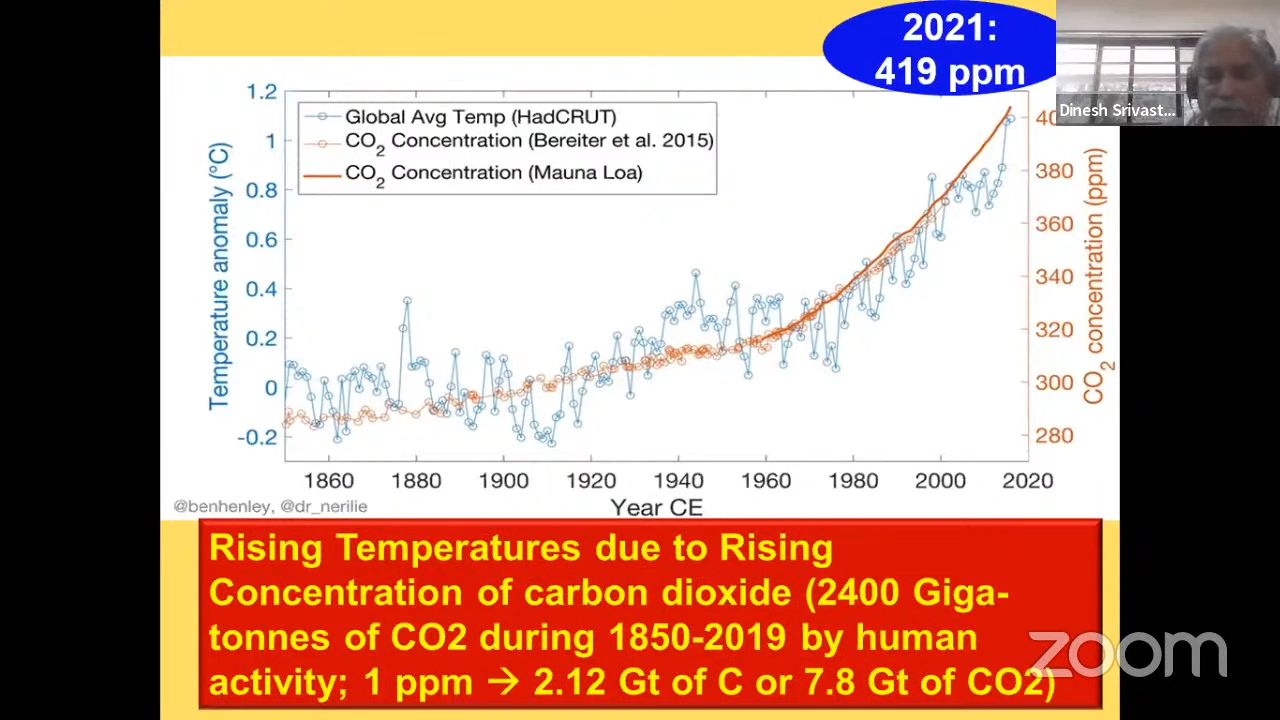 2021:
419 ppm
Dinesh Srivast...
Global Avg Temp (HadCRUT)
CO2 Concentration (Bereiter et al. 2015)
CO2 Concentration (Mauna Loa)
Temperature anomaly (°C)
1.2
1
0.8
0.6
0.4
0.2
0
-0.2
40
380
360
340
320
300
280
CO2 concentration (ppm)
1860 1880 1900 1920 1940 1960 1980 2000 2020
Year CE
@benhenley, @dr_nerilie
Rising Temperatures due to Rising
Concentration of carbon dioxide (2400 Giga-
tonnes of CO2 during 1850-2019 by human
activity; 1 ppm → 2.12 Gt of C or 7.8 Gt of CO2)
zoom